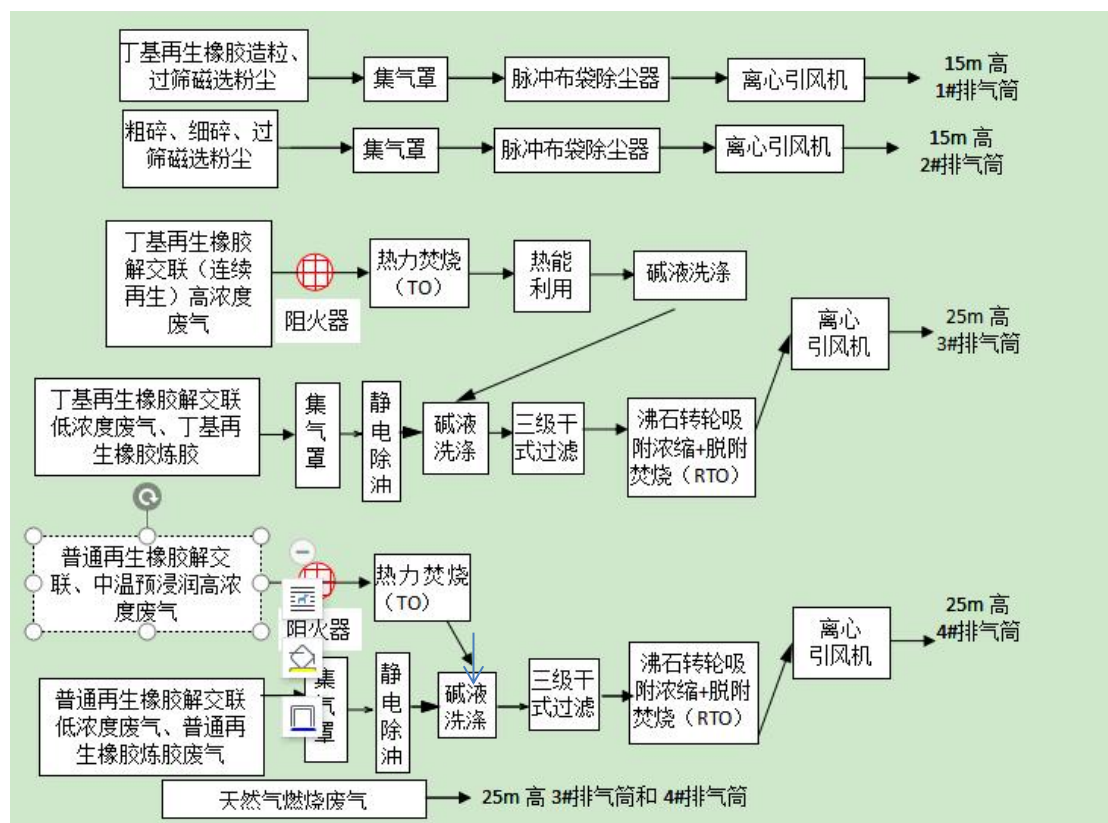 丁基再生橡胶造粒、
过筛磁选粉尘
集气罩
脉冲布袋除尘器
离心引风机
15m 高
1#排气筒
粗碎、细碎、过
筛磁选粉尘
集气罩
脉冲布袋除尘器
离心引风机
15m 高
2#排气筒
丁基再生橡胶
解交联（连续
再生）高浓度
废气
阻火器
热力焚烧
（TO）
热能
利用
碱液洗涤
离心
引风机
25m 高
3#排气筒
丁基再生橡胶解交联
低浓度废气、丁基再
生橡胶炼胶
集
气
罩
静
电
除
油
碱液
洗涤
三级干
式过滤
沸石转轮吸
附浓缩+脱附
焚烧（RTO）
普通再生橡胶解交
联、中温预浸润高浓
度废气
阻火器
热力焚烧
（TO）
离心
引风机
25m 高
4#排气筒
普通再生橡胶解交联
低浓度废气、普通再
生橡胶炼胶废气
集
气
罩
静
电
除
油
碱液
洗涤
三级干
式过滤
沸石转轮吸
附浓缩+脱附
焚烧（RTO）
天然气燃烧废气
25m 高 3#排气筒和 4#排气筒